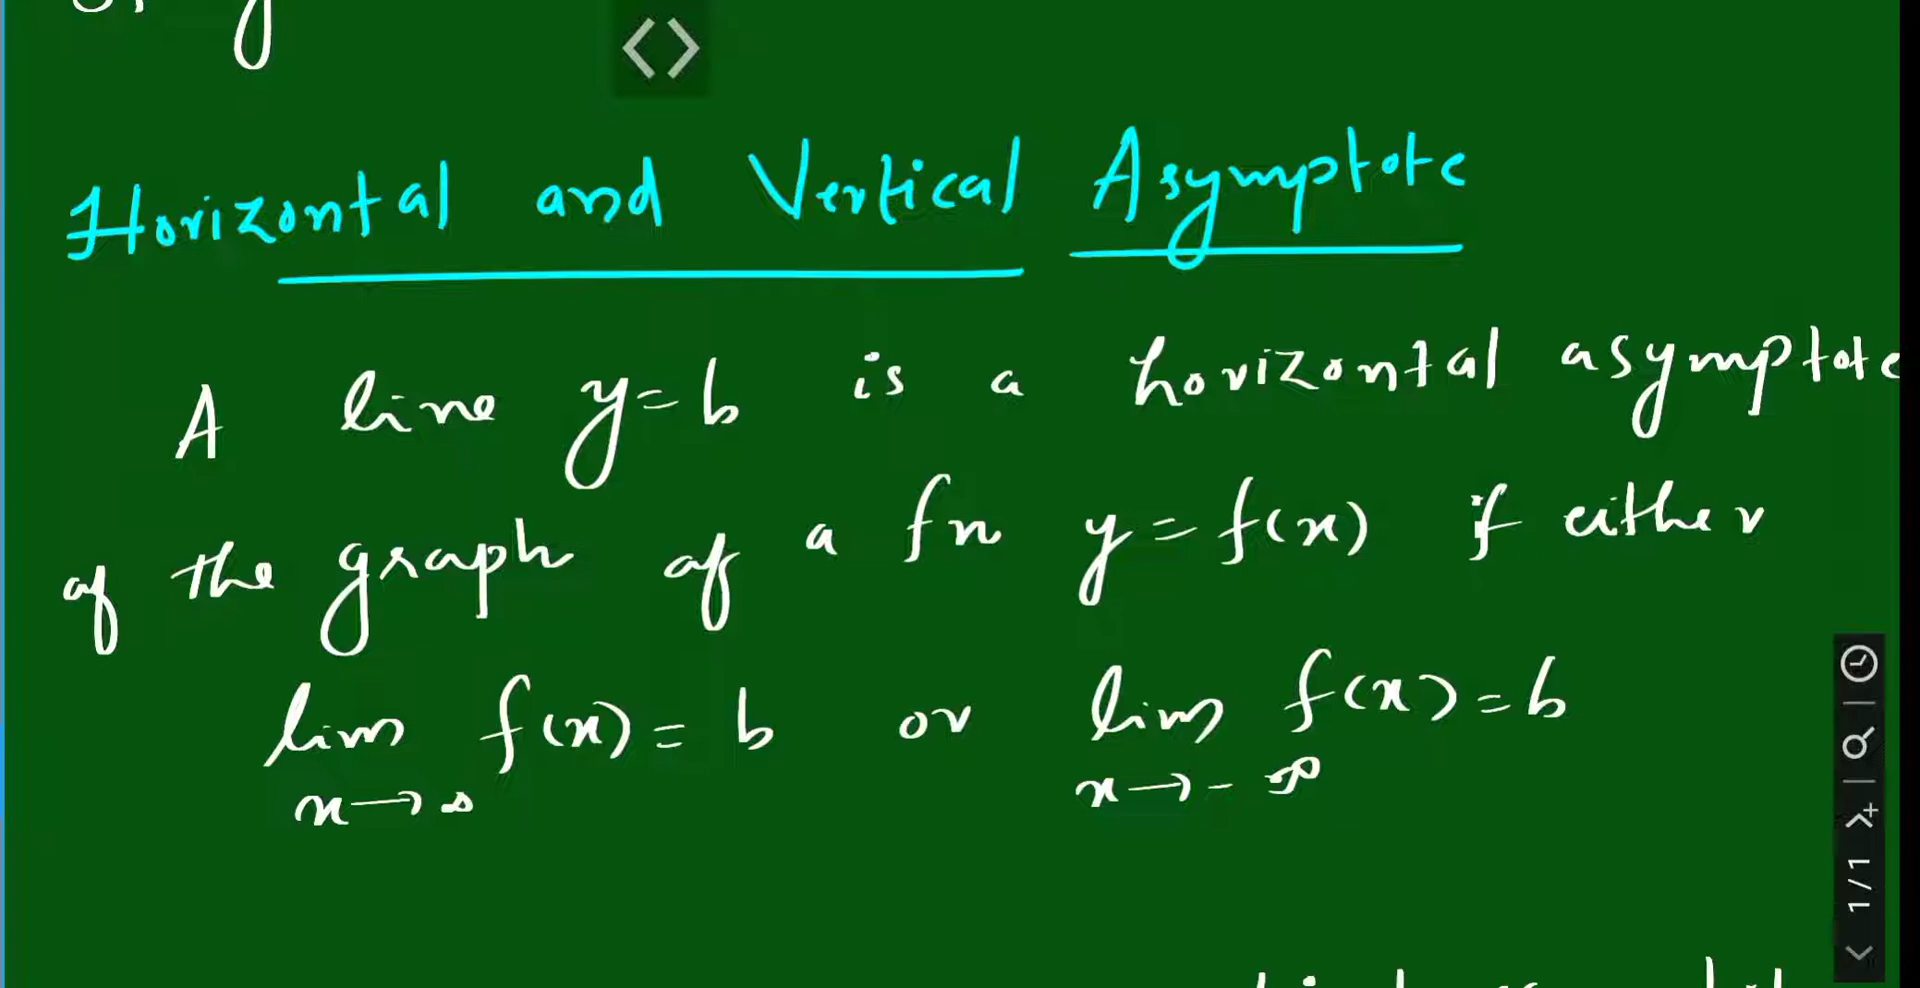 Horizontal and Vertical Asymptote
A line y=b is a horizontal asymptote
of the graph of a fn y=f(x) if either
lim f(x) = b or lim f(x) = b
x→∞ x→-∞
1/1